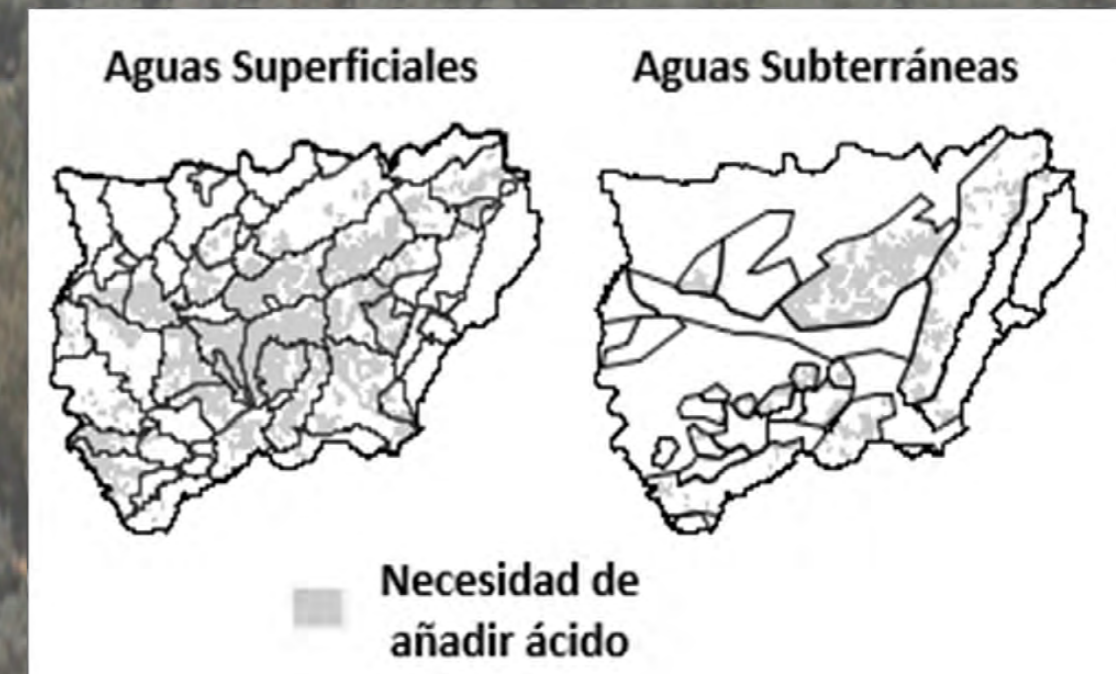 Aguas Superficiales
Aguas Subterráneas
Necesidad de
añadir ácido